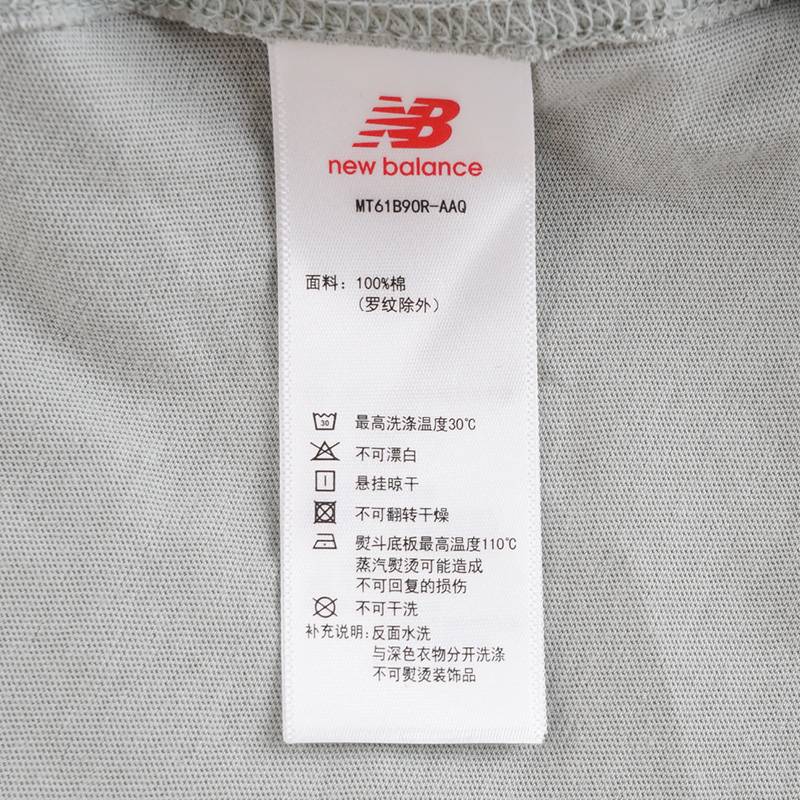 NB
new balance
MT61B90R-AAQ
面料：100%棉
（罗纹除外）
30 最高洗涤温度30℃
不可漂白
悬挂晾干
不可翻转干燥
熨斗底板最高温度110℃
蒸汽熨烫可能造成
不可回复的损伤
不可干洗
补充说明：反面水洗
与深色衣物分开洗涤
不可熨烫装饰品